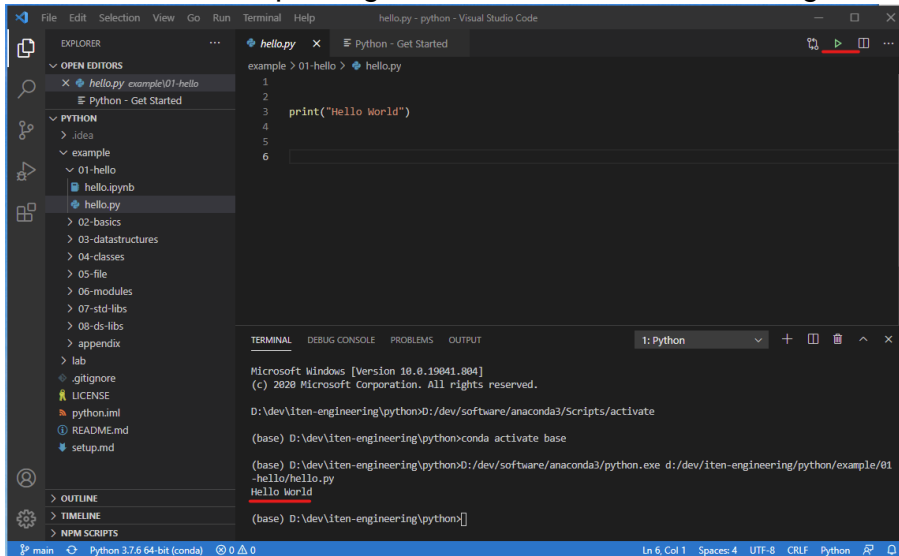 File Edit Selection View Go Run Terminal Help hello.py - python - Visual Studio Code
EXPLORER
OPEN EDITORS
hello.py example\01-hello
Python - Get Started
PYTHON
.idea
example
01-hello
hello.ipynb
hello.py
02-basics
03-datastructures
04-classes
05-file
06-modules
07-std-libs
08-ds-libs
appendix
lab
.gitignore
LICENSE
python.iml
README.md
setup.md
OUTLINE
TIMELINE
NPM SCRIPTS
hello.py Python - Get Started
example > 01-hello > hello.py
1
2
3 print("Hello World")
4
5
6
TERMINAL DEBUG CONSOLE PROBLEMS OUTPUT 1: Python
Microsoft Windows [Version 10.0.19041.804]
(c) 2020 Microsoft Corporation. All rights reserved.
D:\dev\iten-engineering\python>D:/dev/software/anaconda3/Scripts/activate
(base) D:\dev\iten-engineering\python>conda activate base
(base) D:\dev\iten-engineering\python>D:/dev/software/anaconda3/python.exe d:/dev/iten-engineering/python/example/01
-hello/hello.py
Hello World
(base) D:\dev\iten-engineering\python>
main Python 3.7.6 64-bit (conda) 0 0 Ln 6, Col 1 Spaces: 4 UTF-8 CRLF Python